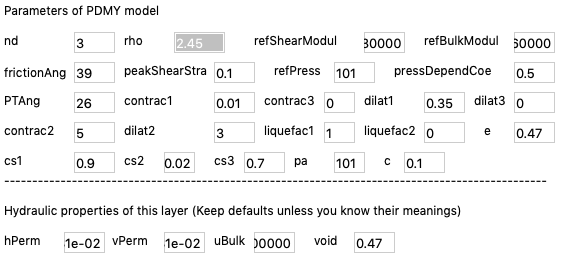 Parameters of PDMY model
nd 3 rho 2.45 refShearModul 80000 refBulkModul 60000
frictionAng 39 peakShearStra 0.1 refPress 101 pressDependCoe 0.5
PTAng 26 contrac1 0.01 contrac3 0 dilat1 0.35 dilat3 0
contrac2 5 dilat2 3 liquefac1 1 liquefac2 0 e 0.47
cs1 0.9 cs2 0.02 cs3 0.7 pa 101 c 0.1
Hydraulic properties of this layer (Keep defaults unless you know their meanings)
hPerm 1e-02 vPerm 1e-02 uBulk 00000 void 0.47